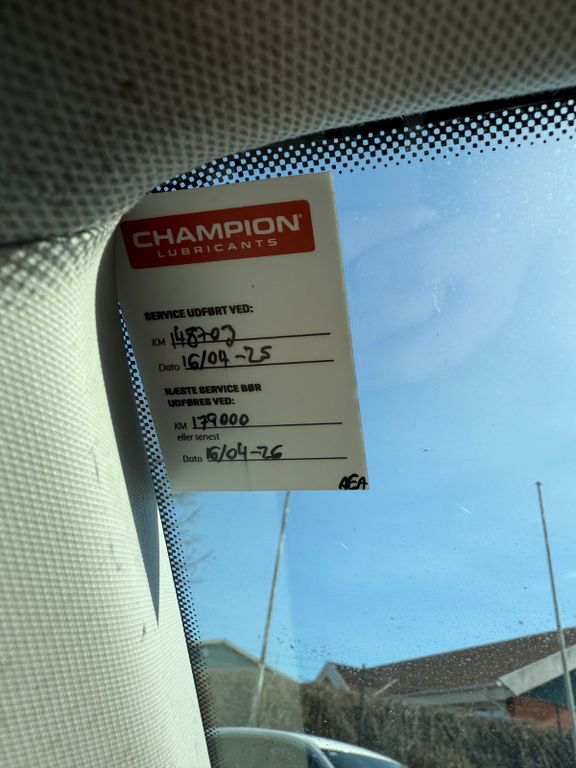 CHAMPION®
LUBRICANTS
SERVICE UDFØRT VED:
KM 148703
Dato 16/04-25
NÆSTE SERVICE BØR
UDFØRES VED:
KM 179000
eller senest
Dato 16/04-26
AEA